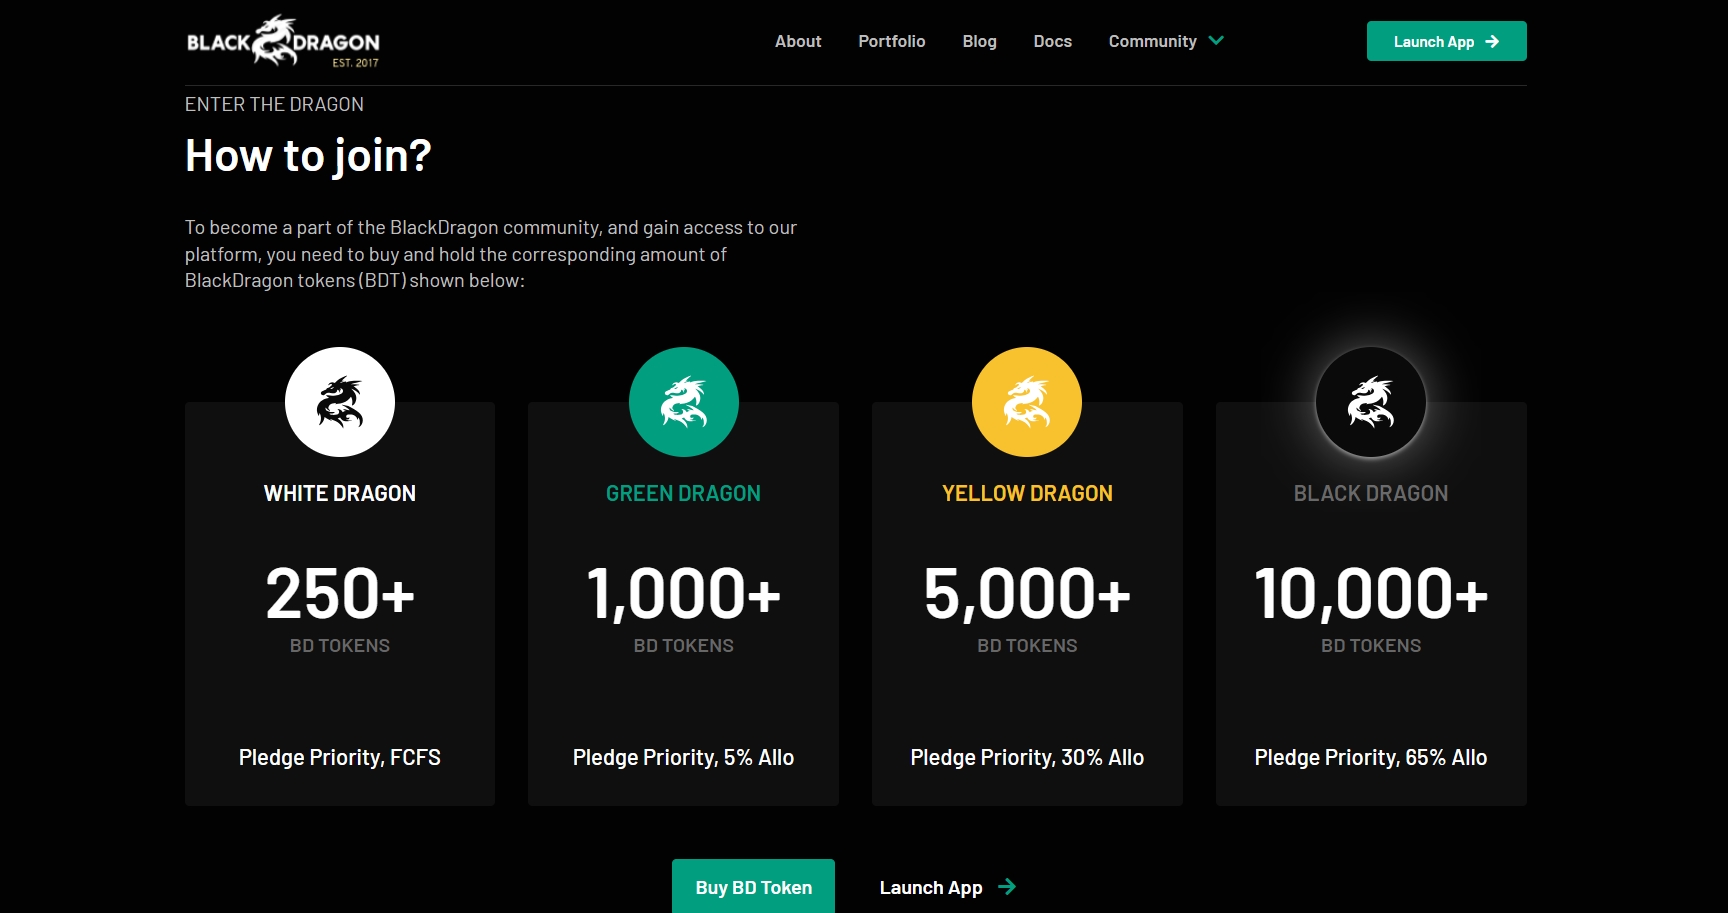 BLACK DRAGON
EST. 2017
About Portfolio Blog Docs Community
Launch App
ENTER THE DRAGON
How to join?
To become a part of the BlackDragon community, and gain access to our
platform, you need to buy and hold the corresponding amount of
BlackDragon tokens (BDT) shown below:
WHITE DRAGON
250+
BD TOKENS
Pledge Priority, FCFS
GREEN DRAGON
1,000+
BD TOKENS
Pledge Priority, 5% Allo
YELLOW DRAGON
5,000+
BD TOKENS
Pledge Priority, 30% Allo
BLACK DRAGON
10,000+
BD TOKENS
Pledge Priority, 65% Allo
Buy BD Token
Launch App